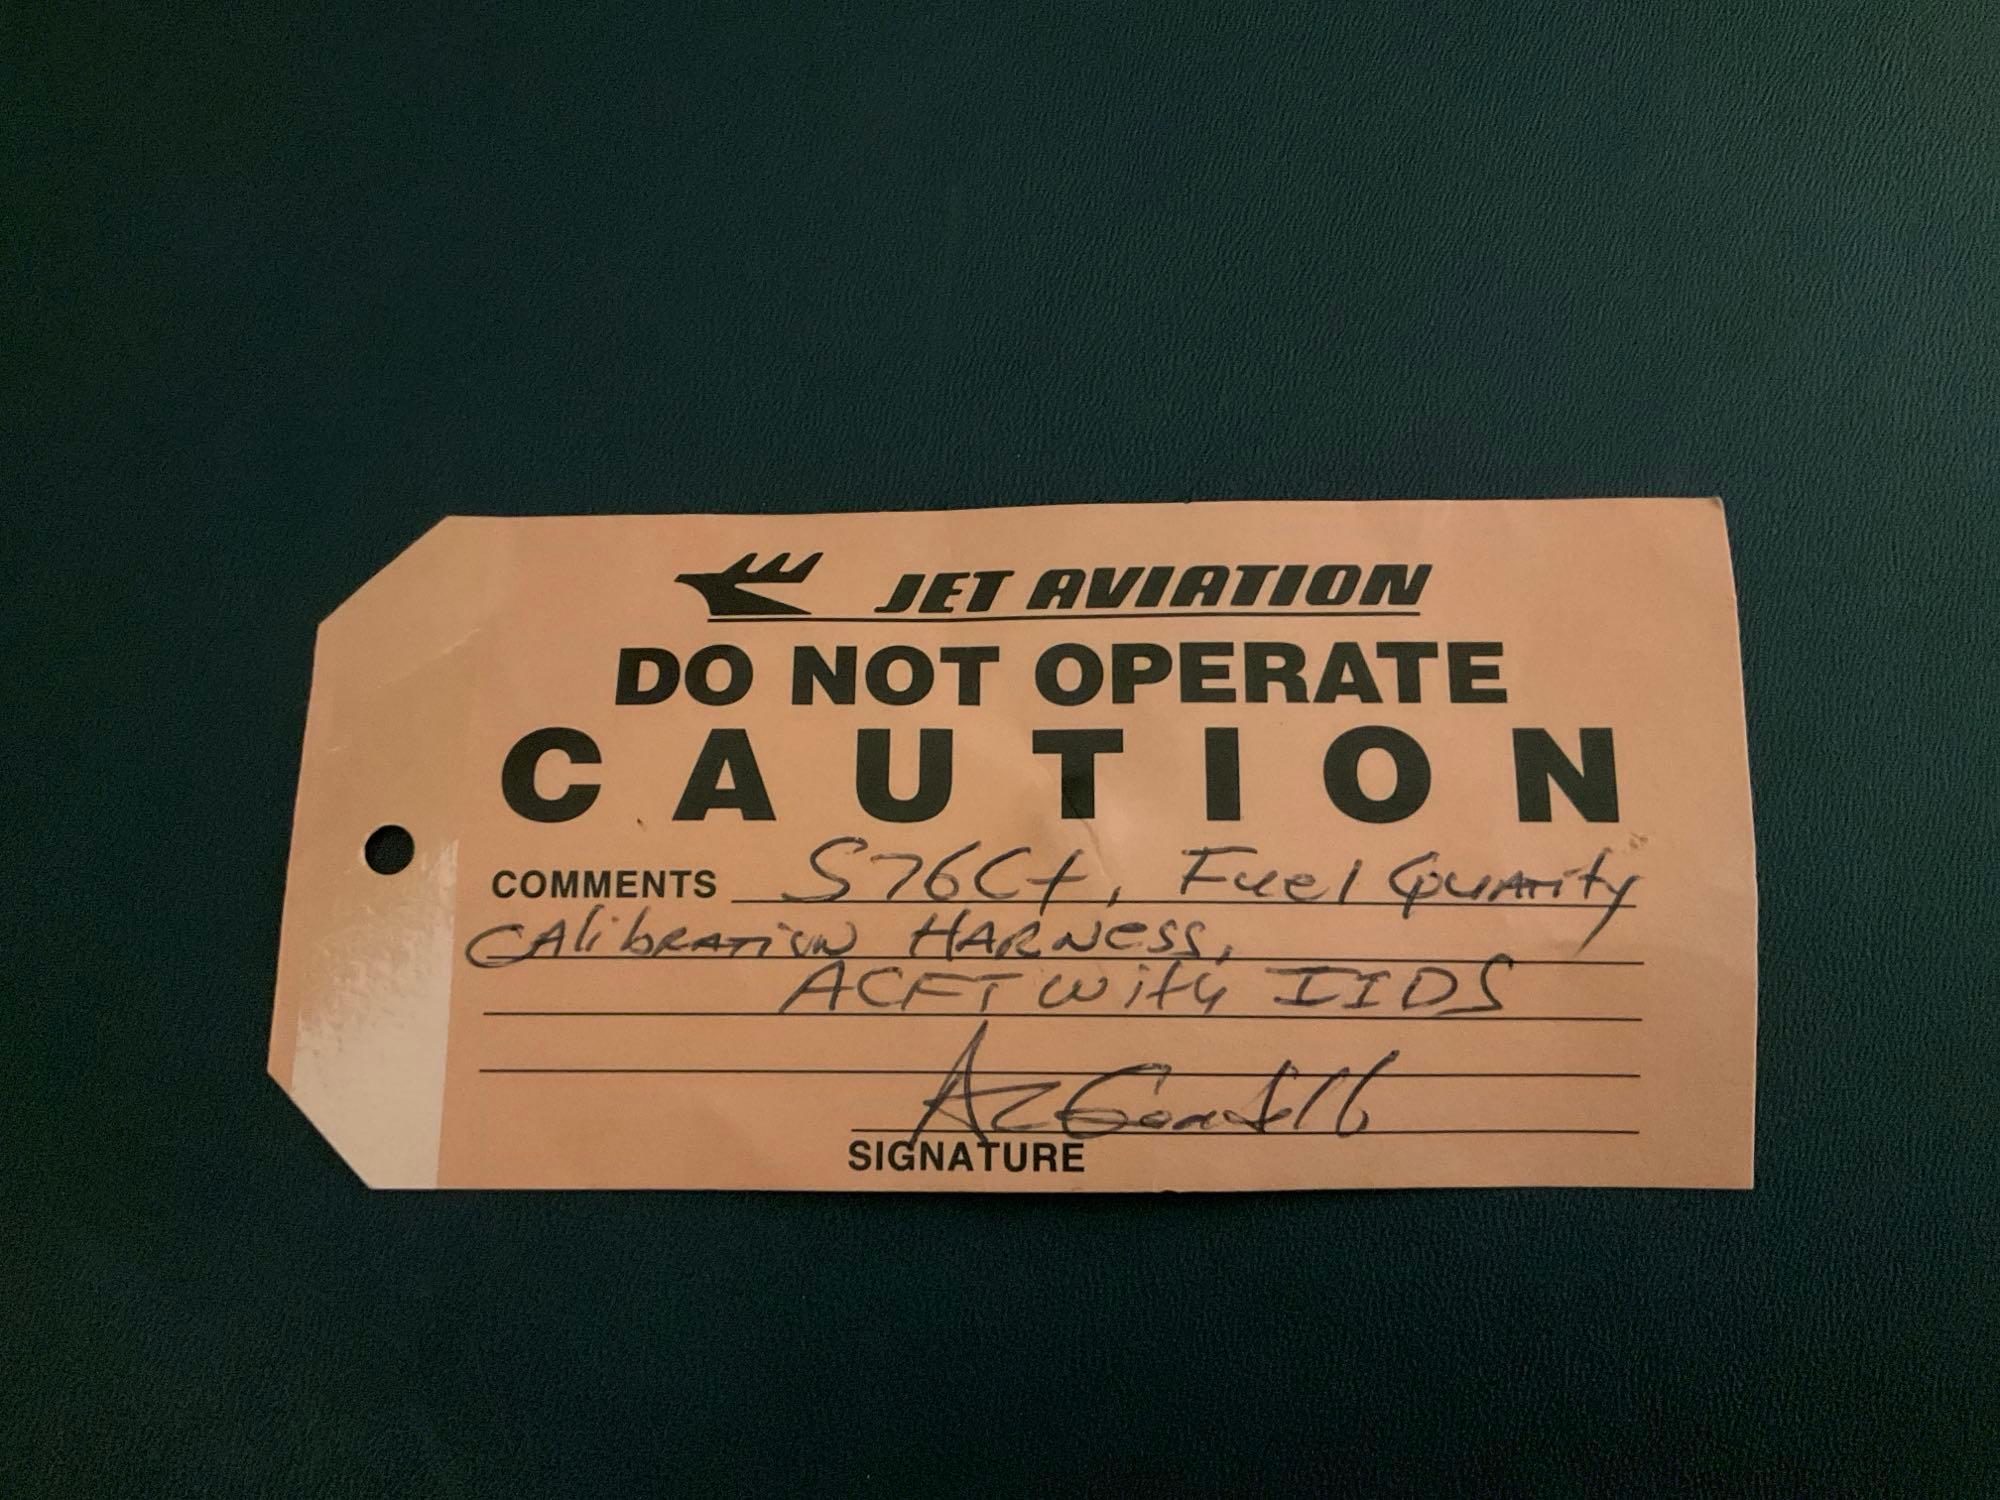 JET AVIATION
DO NOT OPERATE
CAUTION
COMMENTS S76C+, Fuel Quantity
Calibration Harness,
ACFT with IIDS
SIGNATURE